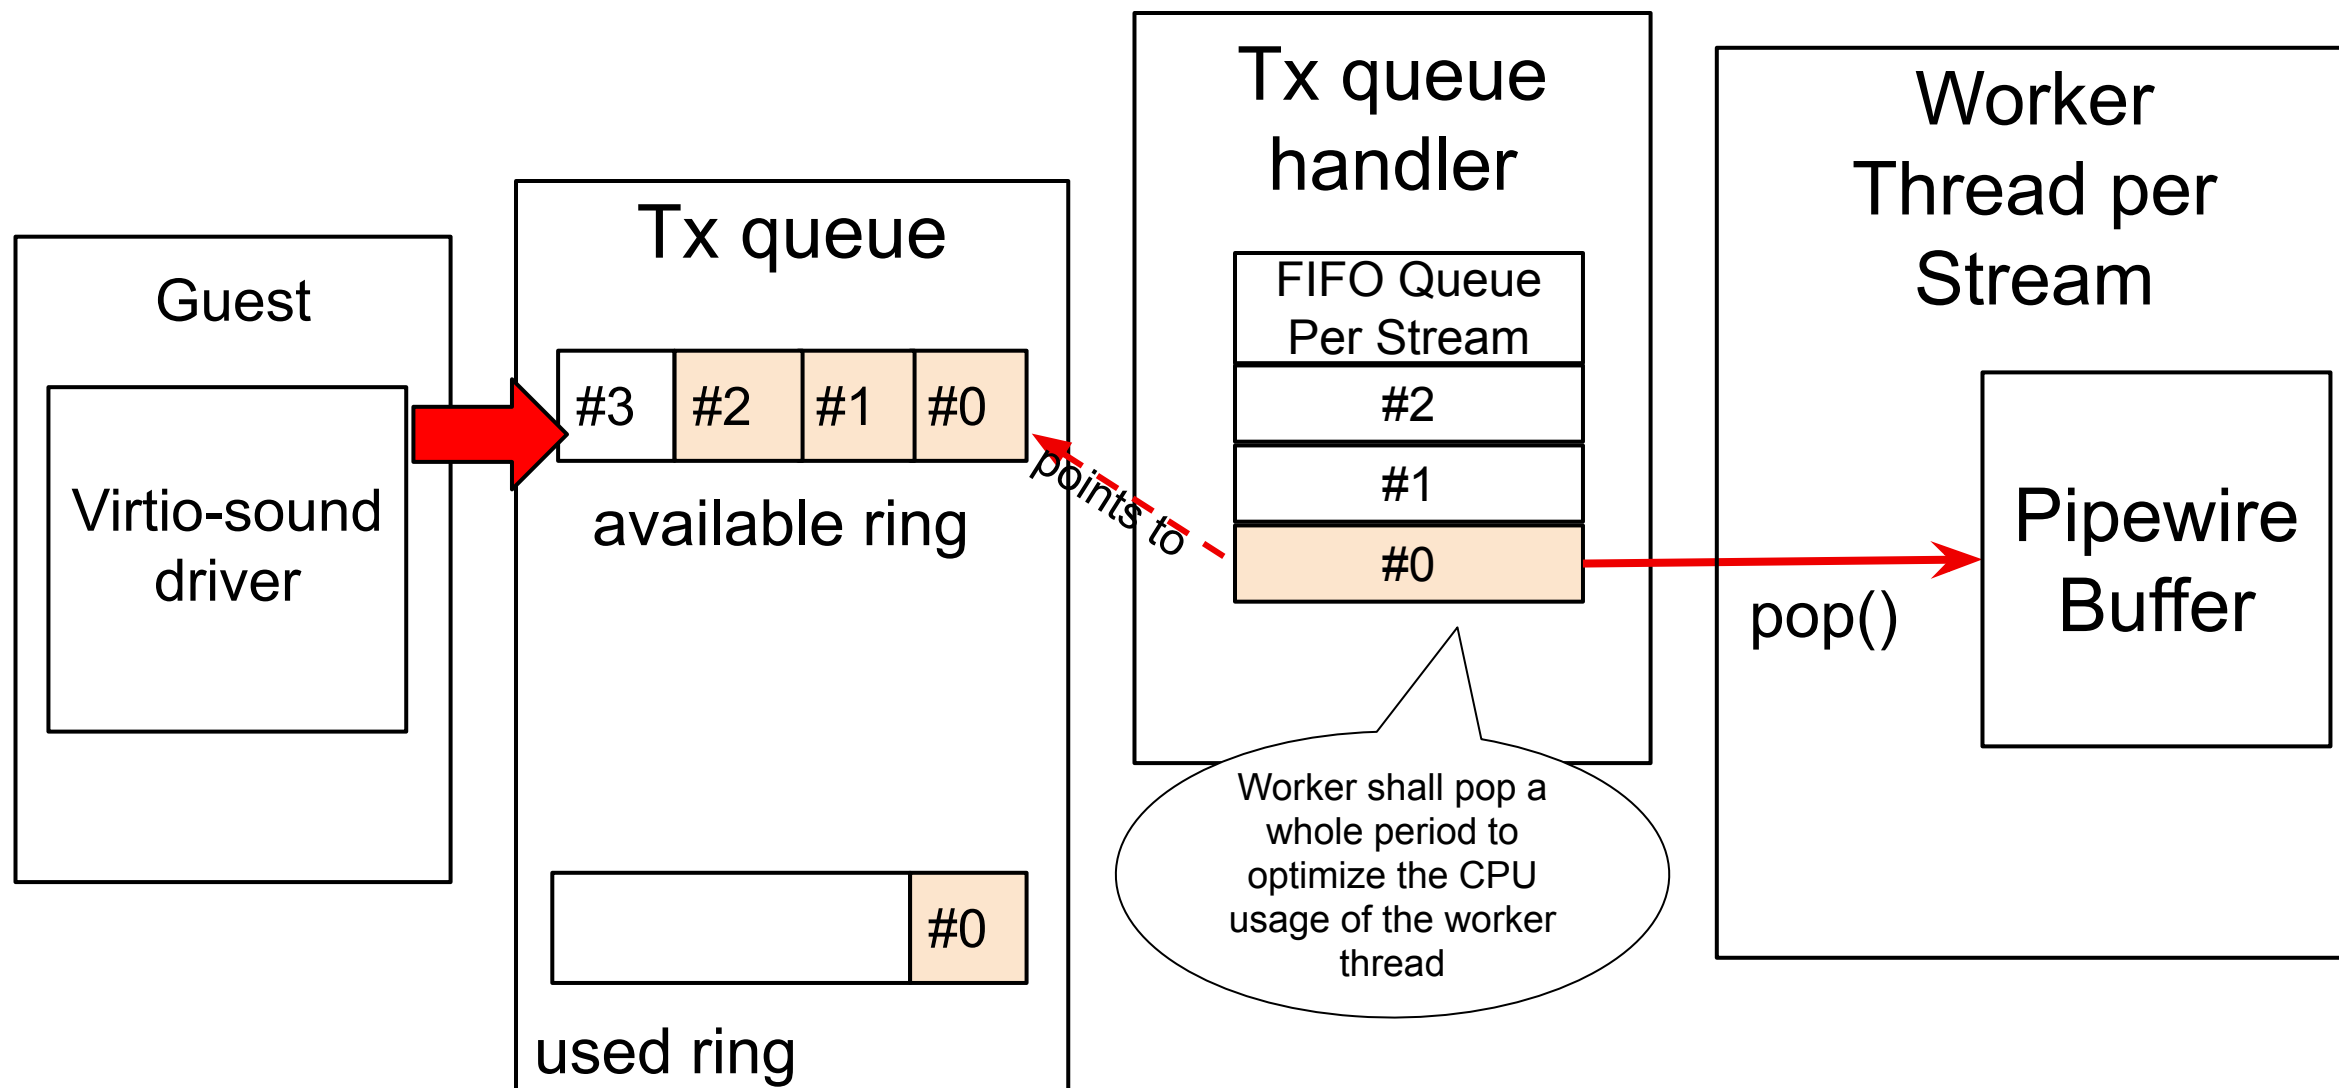 Guest
Virtio-sound
driver
Tx queue
#3 #2 #1 #0
available ring
#0
used ring
points to
Tx queue
handler
FIFO Queue
Per Stream
#2
#1
#0
Worker shall pop a
whole period to
optimize the CPU
usage of the worker
thread
pop()
Worker
Thread per
Stream
Pipewire
Buffer